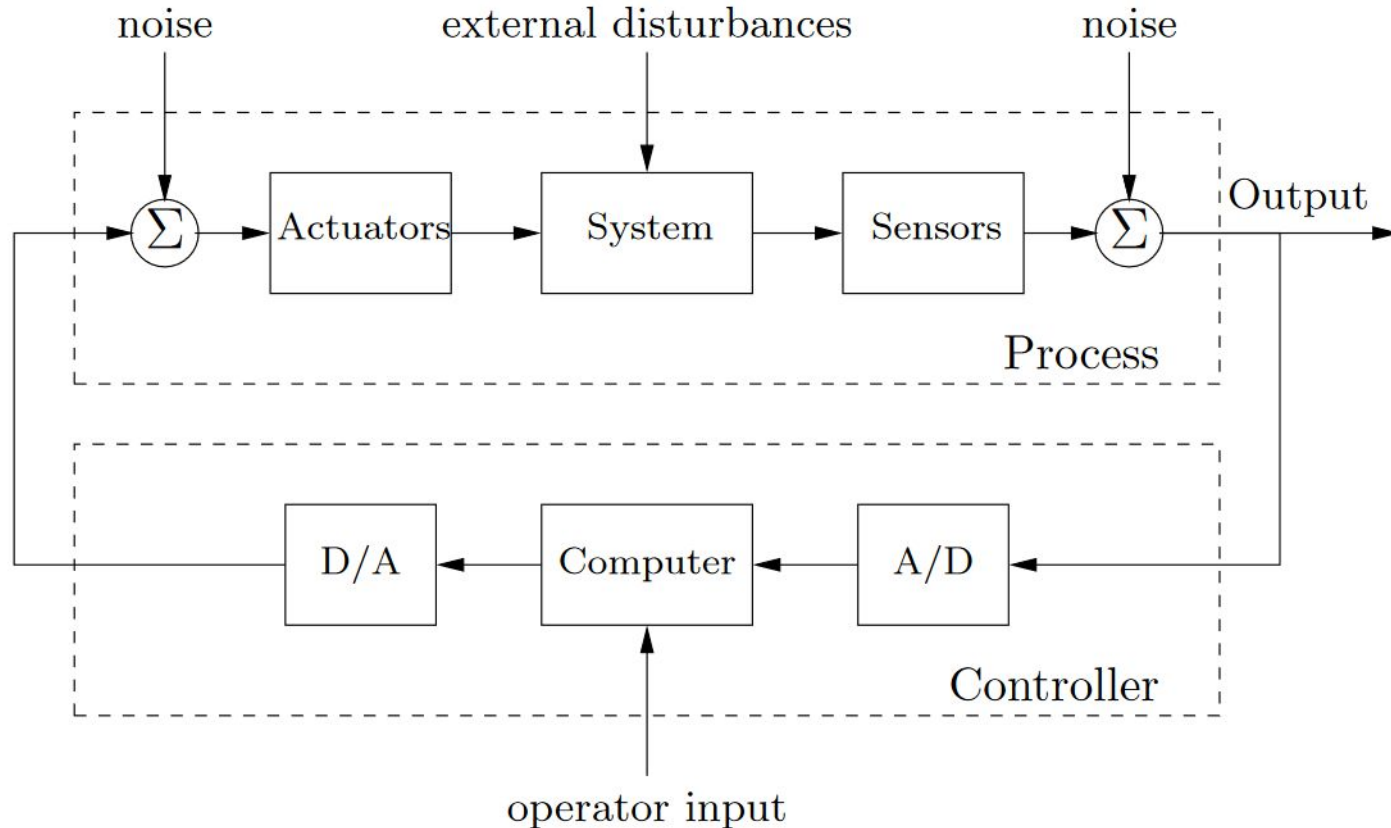 noise
external disturbances
noise
Output
Σ
Actuators
System
Sensors
Σ
Process
D/A
Computer
A/D
Controller
operator input